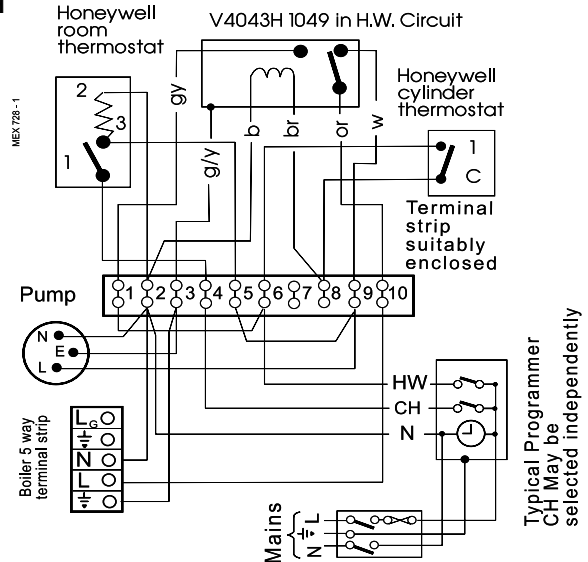 Honeywell
room
thermostat
V4043H 1049 in H.W. Circuit
Honeywell
cylinder
thermostat
MEX 728 - 1
2
3
1
gy
g/y
b
br
or
w
1
C
Terminal
strip
suitably
enclosed
1 2 3 4 5 6 7 8 9 10
Pump
N
E
L
HW
CH
N
Typical Programmer
CH May be
selected independently
Boiler 5 way
terminal strip
LG
N
L
Mains
L
N